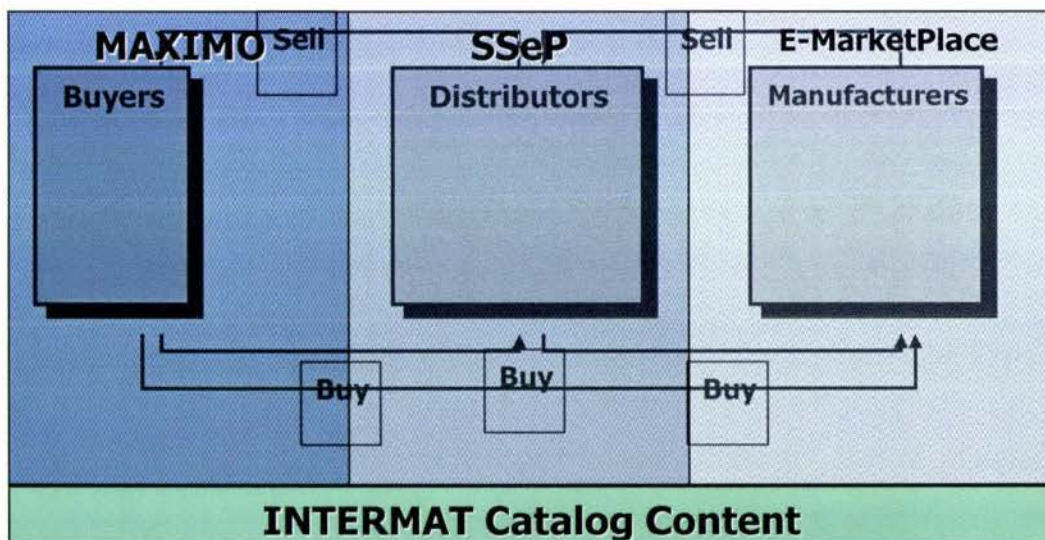 MAXIMO Sell SSeP Sell E-MarketPlace
Buyers Distributors Manufacturers
Buy Buy Buy
INTERMAT Catalog Content